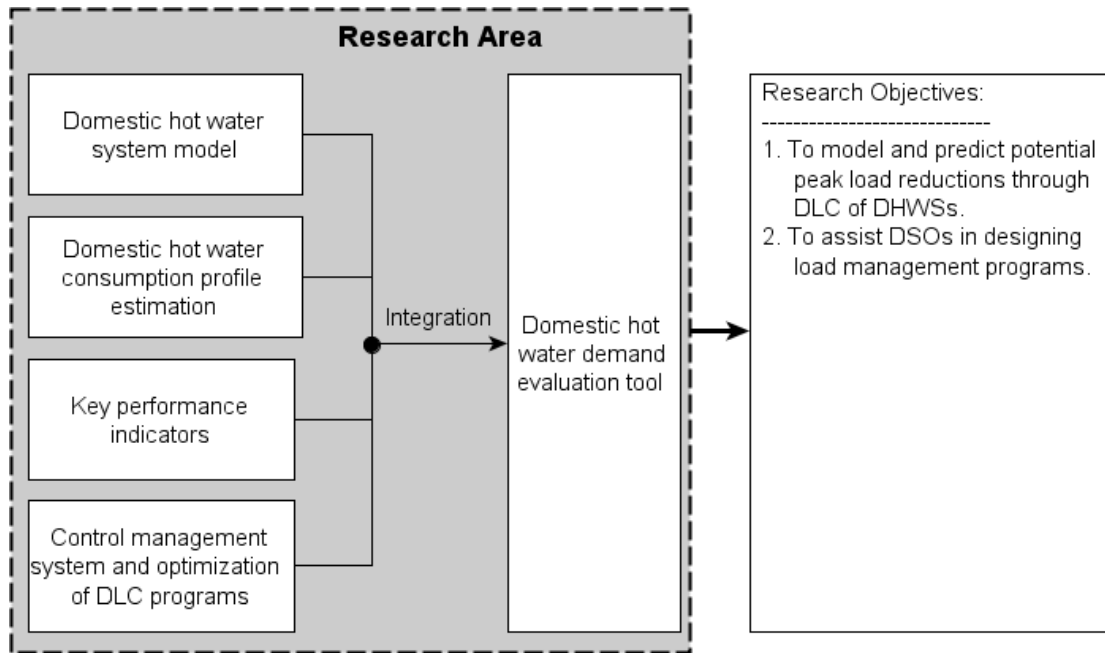 Research Area
Domestic hot water
system model
Domestic hot water
consumption profile
estimation
Key performance
indicators
Control management
system and optimization
of DLC programs
Integration
Domestic hot
water demand
evaluation tool
Research Objectives:
-----------------------------
1. To model and predict potential
peak load reductions through
DLC of DHWSs.
2. To assist DSOs in designing
load management programs.